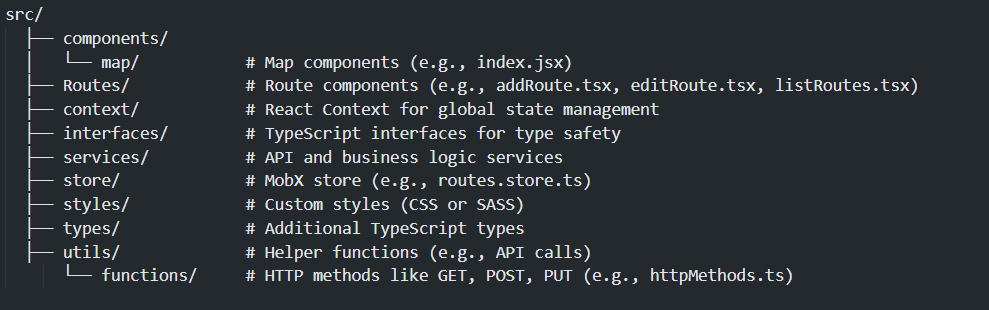 src/
├── components/
│   └── map/           # Map components (e.g., index.jsx)
├── Routes/            # Route components (e.g., addRoute.tsx, editRoute.tsx, listRoutes.tsx)
├── context/           # React Context for global state management
├── interfaces/        # TypeScript interfaces for type safety
├── services/          # API and business logic services
├── store/             # MobX store (e.g., routes.store.ts)
├── styles/            # Custom styles (CSS or SASS)
├── types/             # Additional TypeScript types
├── utils/             # Helper functions (e.g., API calls)
    └── functions/     # HTTP methods like GET, POST, PUT (e.g., httpMethods.ts)